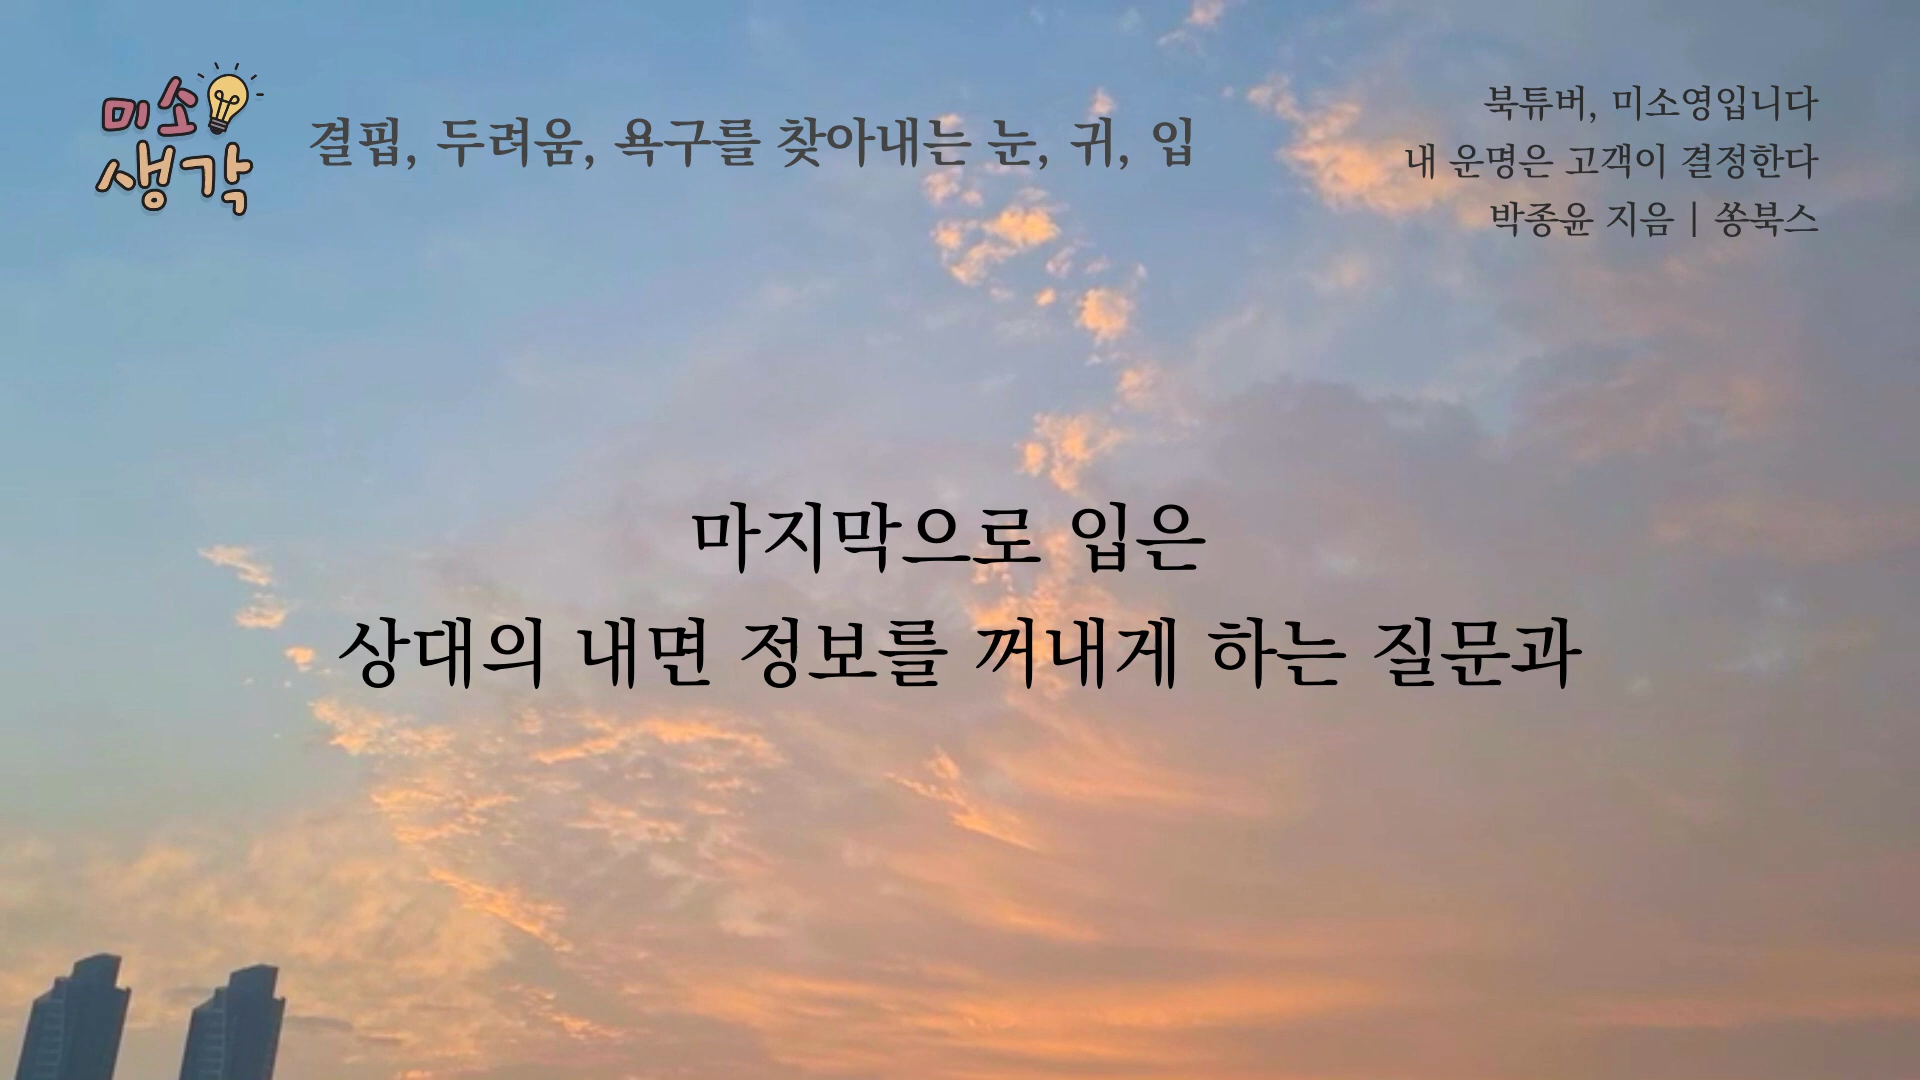 미소
생각
결핍, 두려움, 욕구를 찾아내는 눈, 귀, 입
북튜버, 미소영입니다
내 운명은 고객이 결정한다
박종윤 지음 | 쏭북스
마지막으로 입은
상대의 내면 정보를 꺼내게 하는 질문과